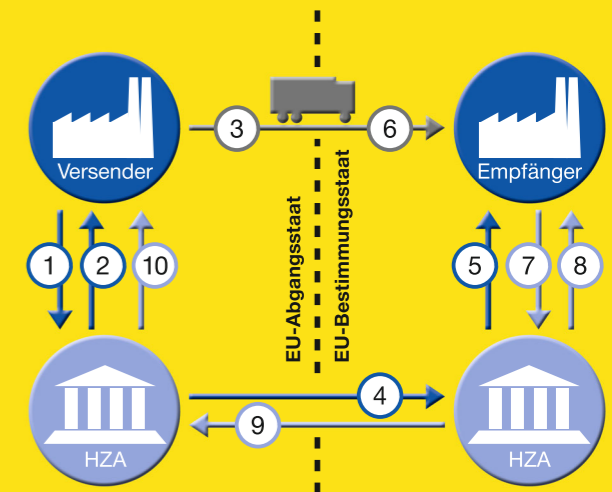 3
6
Versender
Empfänger
EU-Abgangsstaat
EU-Bestimmungsstaat
1
2
10
5
7
8
4
9
HZA
HZA